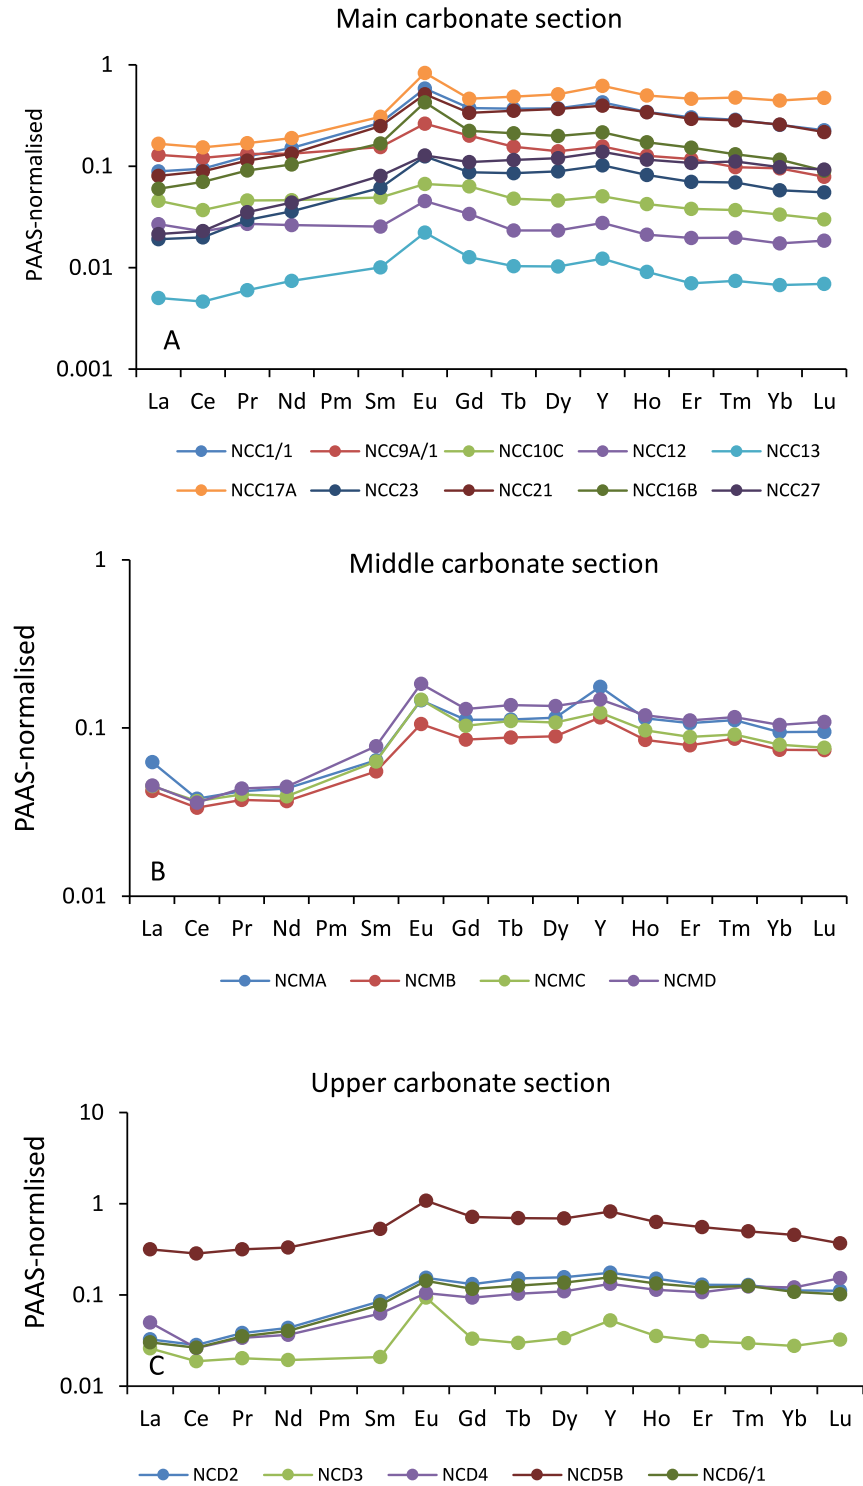 Main carbonate section
1
0.1
0.01
0.001
PAAS-normalised
A
La Ce Pr Nd Pm Sm Eu Gd Tb Dy Y Ho Er Tm Yb Lu
NCC1/1 NCC9A/1 NCC10C NCC12 NCC13
NCC17A NCC23 NCC21 NCC16B NCC27
Middle carbonate section
1
0.1
0.01
PAAS-normalised
B
La Ce Pr Nd Pm Sm Eu Gd Tb Dy Y Ho Er Tm Yb Lu
NCMA NCMB NCMC NCMD
Upper carbonate section
10
1
0.1
0.01
PAAS-normlised
C
La Ce Pr Nd Pm Sm Eu Gd Tb Dy Y Ho Er Tm Yb Lu
NCD2 NCD3 NCD4 NCD5B NCD6/1